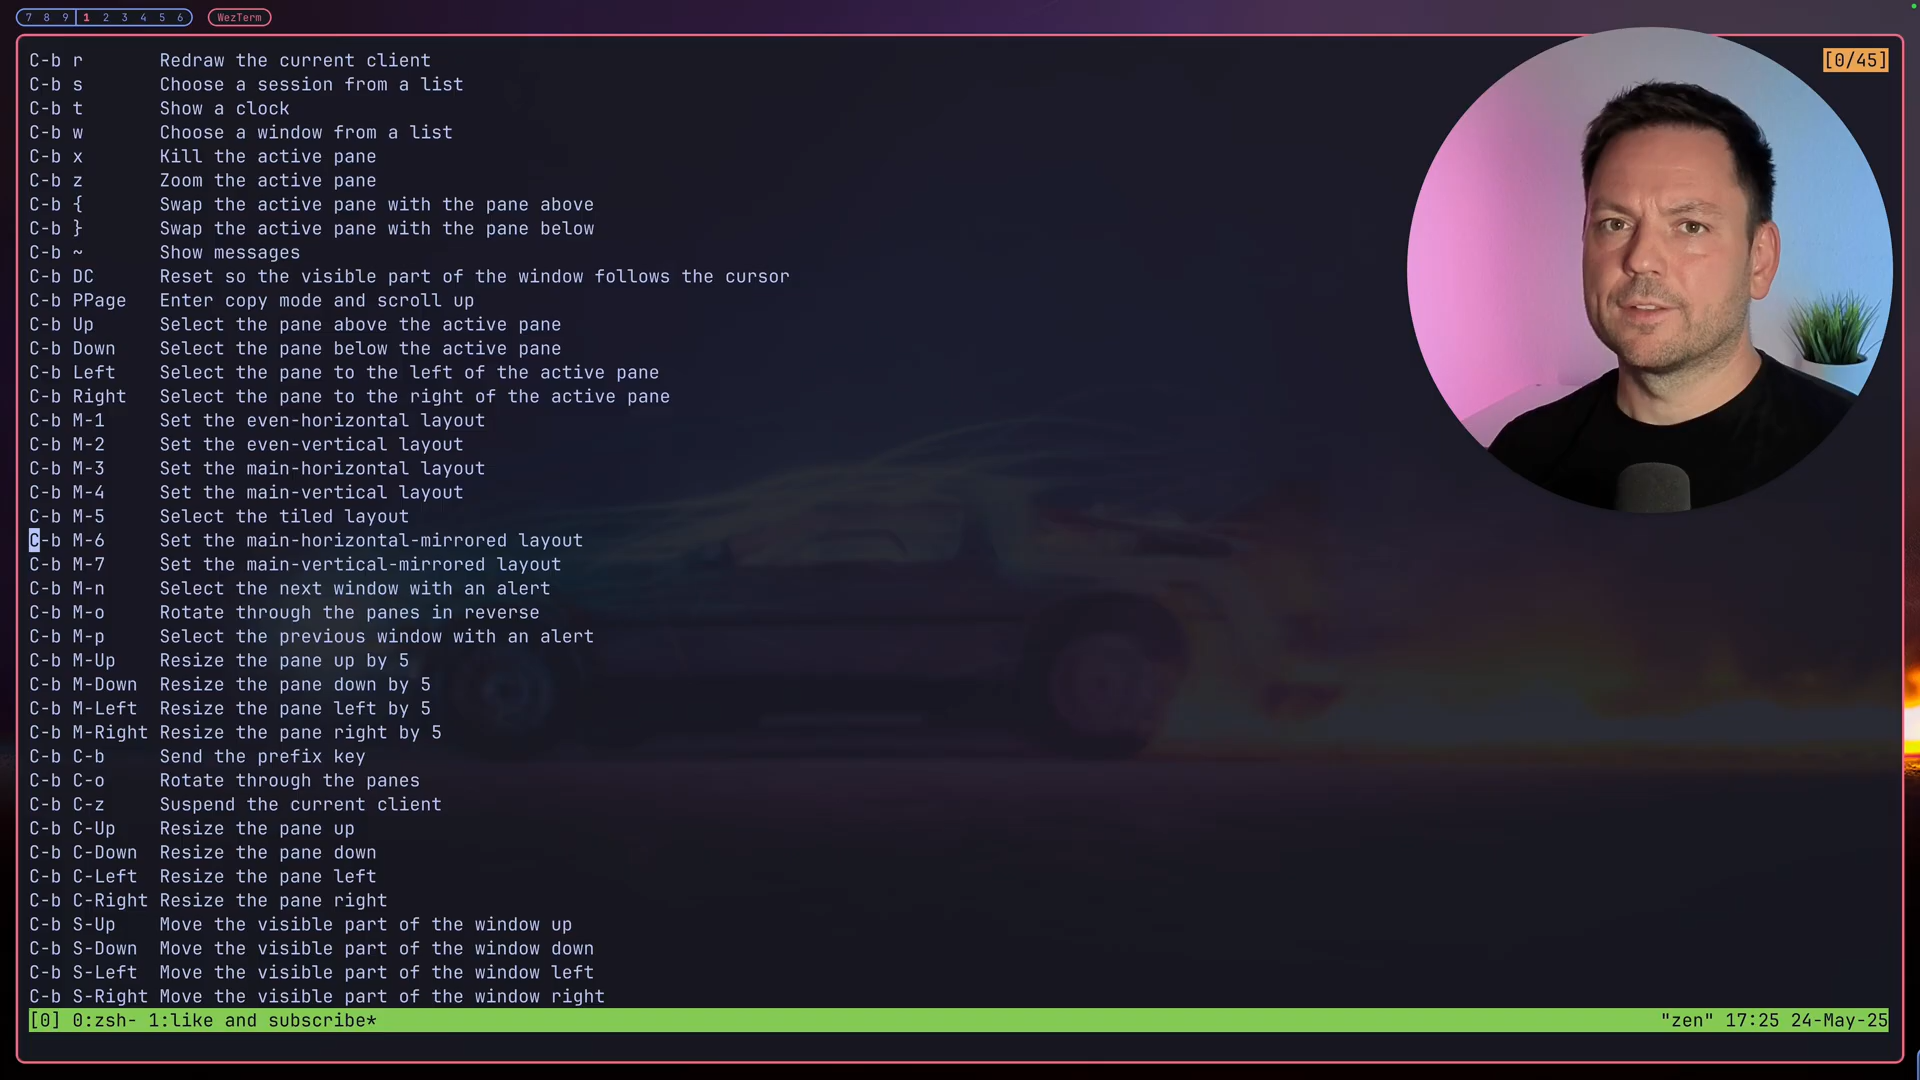 7 8 9 1 2 3 4 5 6 WezTerm
[0/45]
C-b r Redraw the current client
C-b s Choose a session from a list
C-b t Show a clock
C-b w Choose a window from a list
C-b x Kill the active pane
C-b z Zoom the active pane
C-b { Swap the active pane with the pane above
C-b } Swap the active pane with the pane below
C-b ~ Show messages
C-b DC Reset so the visible part of the window follows the cursor
C-b PPage Enter copy mode and scroll up
C-b Up Select the pane above the active pane
C-b Down Select the pane below the active pane
C-b Left Select the pane to the left of the active pane
C-b Right Select the pane to the right of the active pane
C-b M-1 Set the even-horizontal layout
C-b M-2 Set the even-vertical layout
C-b M-3 Set the main-horizontal layout
C-b M-4 Set the main-vertical layout
C-b M-5 Select the tiled layout
C-b M-6 Set the main-horizontal-mirrored layout
C-b M-7 Set the main-vertical-mirrored layout
C-b M-n Select the next window with an alert
C-b M-o Rotate through the panes in reverse
C-b M-p Select the previous window with an alert
C-b M-Up Resize the pane up by 5
C-b M-Down Resize the pane down by 5
C-b M-Left Resize the pane left by 5
C-b M-Right Resize the pane right by 5
C-b C-b Send the prefix key
C-b C-o Rotate through the panes
C-b C-z Suspend the current client
C-b C-Up Resize the pane up
C-b C-Down Resize the pane down
C-b C-Left Resize the pane left
C-b C-Right Resize the pane right
C-b S-Up Move the visible part of the window up
C-b S-Down Move the visible part of the window down
C-b S-Left Move the visible part of the window left
C-b S-Right Move the visible part of the window right
[0] 0:zsh- 1:like and subscribe* "zen" 17:25 24-May-25